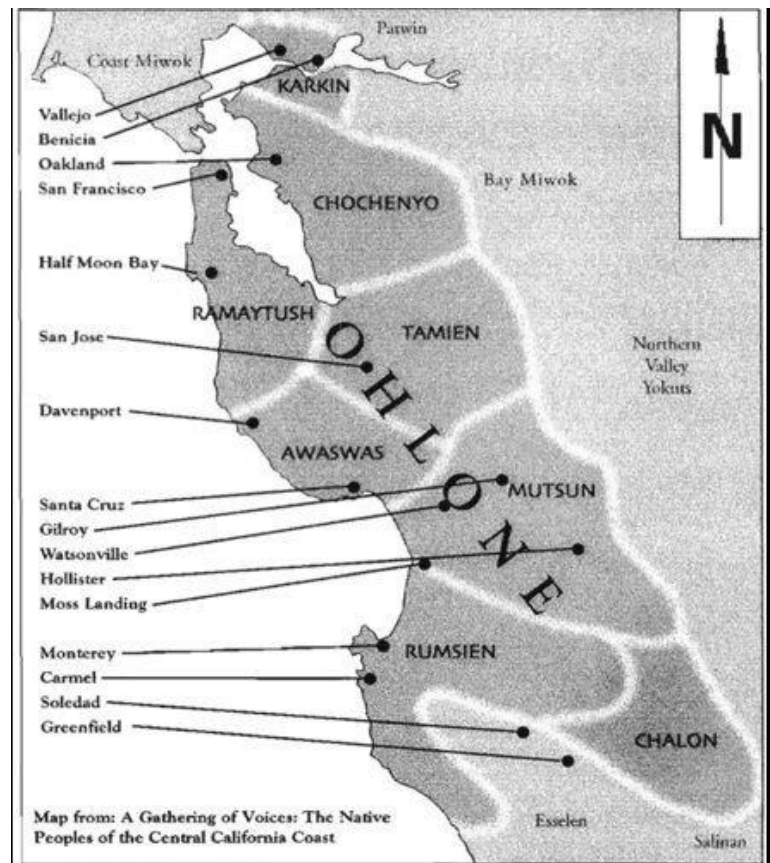 Patwin
Coast Miwok
KARKIN
Vallejo
Benicia
Oakland
San Francisco
N
Bay Miwok
CHOCHENYO
Half Moon Bay
RAMAYTUSH
TAMIEN
San Jose
Northern
Valley
Yokuts
OHLONE
Davenport
AWASWAS
MUTSUN
Santa Cruz
Gilroy
Watsonville
Hollister
Moss Landing
Monterey
RUMSIEN
Carmel
Soledad
Greenfield
CHALON
Map from: A Gathering of Voices: The Native
Peoples of the Central California Coast
Esselen
Salinan